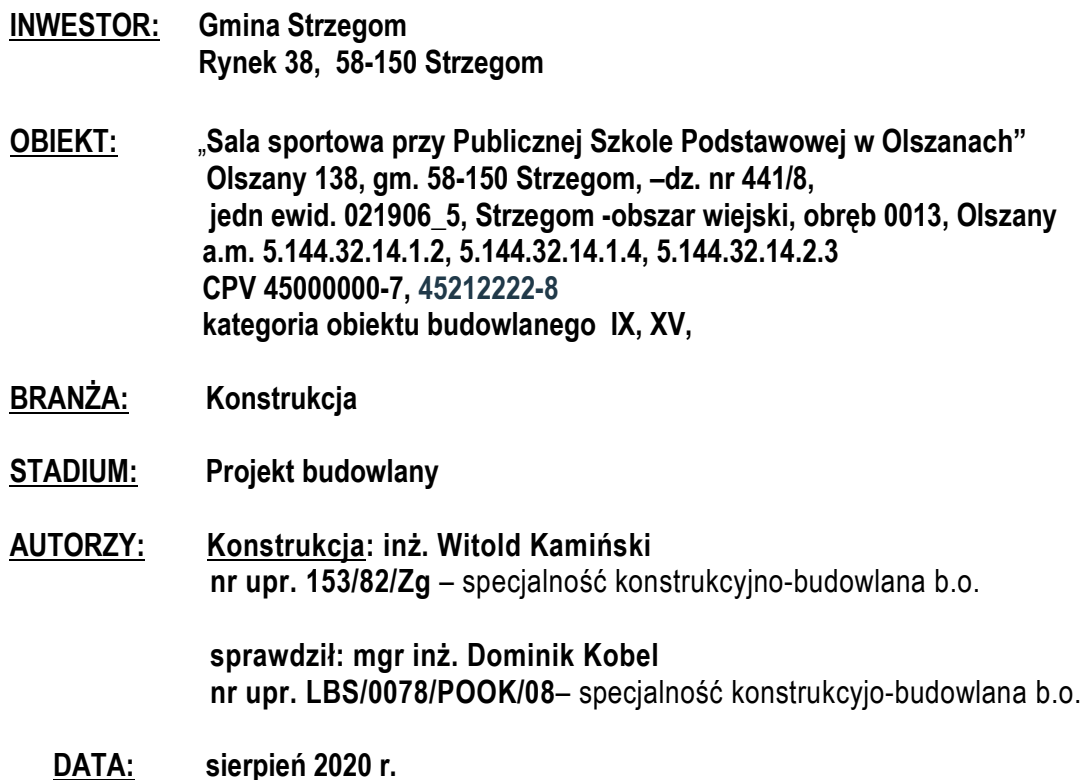 INWESTOR: Gmina Strzegom
Rynek 38, 58-150 Strzegom
OBIEKT: „Sala sportowa przy Publicznej Szkole Podstawowej w Olszanach”
Olszany 138, gm. 58-150 Strzegom, –dz. nr 441/8,
jedn ewid. 021906_5, Strzegom -obszar wiejski, obręb 0013, Olszany
a.m. 5.144.32.14.1.2, 5.144.32.14.1.4, 5.144.32.14.2.3
CPV 45000000-7, 45212222-8
kategoria obiektu budowlanego IX, XV,
BRANŻA: Konstrukcja
STADIUM: Projekt budowlany
AUTORZY: Konstrukcja: inż. Witold Kamiński
nr upr. 153/82/Zg – specjalność konstrukcyjno-budowlana b.o.
sprawdził: mgr inż. Dominik Kobel
nr upr. LBS/0078/POOK/08– specjalność konstrukcyjo-budowlana b.o.
DATA: sierpień 2020 r.